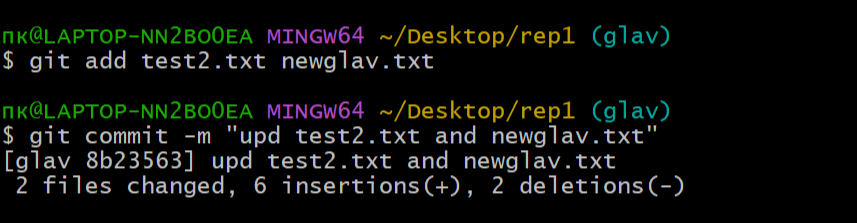 пк@LAPTOP-NN2BO0EA MINGW64 ~/Desktop/rep1 (glav)
$ git add test2.txt newglav.txt
пк@LAPTOP-NN2BO0EA MINGW64 ~/Desktop/rep1 (glav)
$ git commit -m "upd test2.txt and newglav.txt"
[glav 8b23563] upd test2.txt and newglav.txt
 2 files changed, 6 insertions(+), 2 deletions(-)